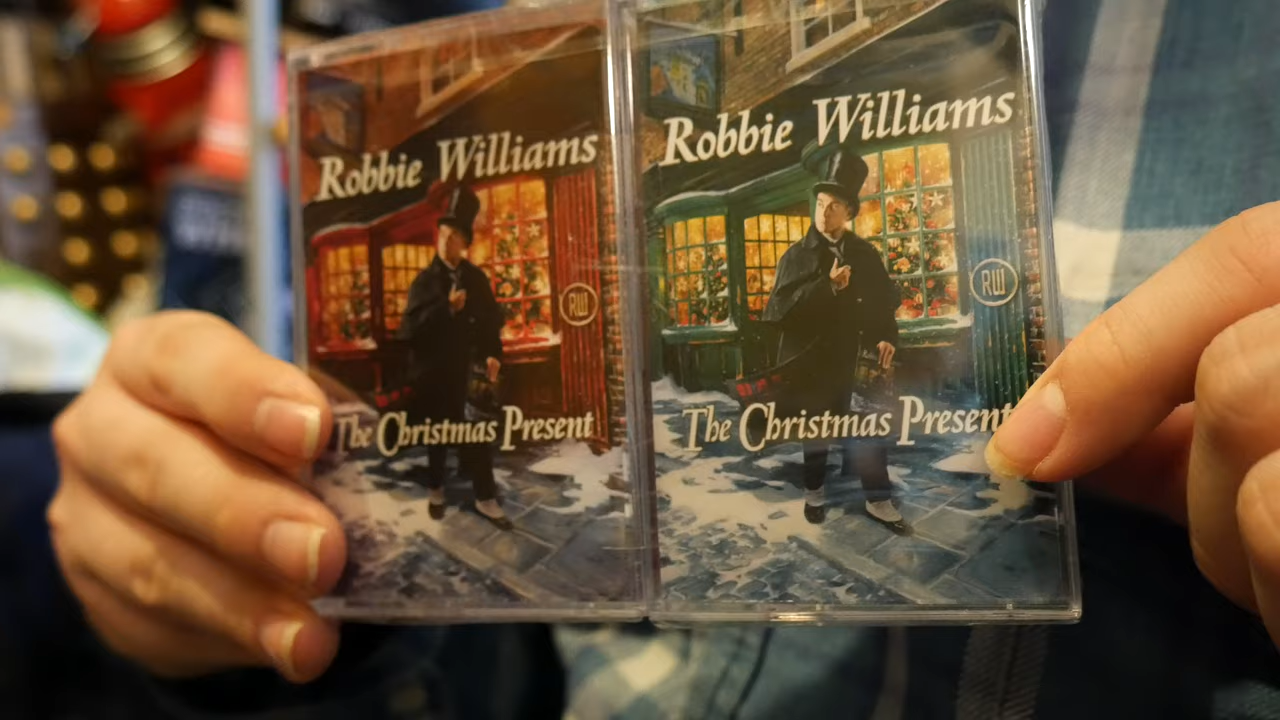 Robbie Williams
RW
The Christmas Present
Robbie Williams
RW
The Christmas Present